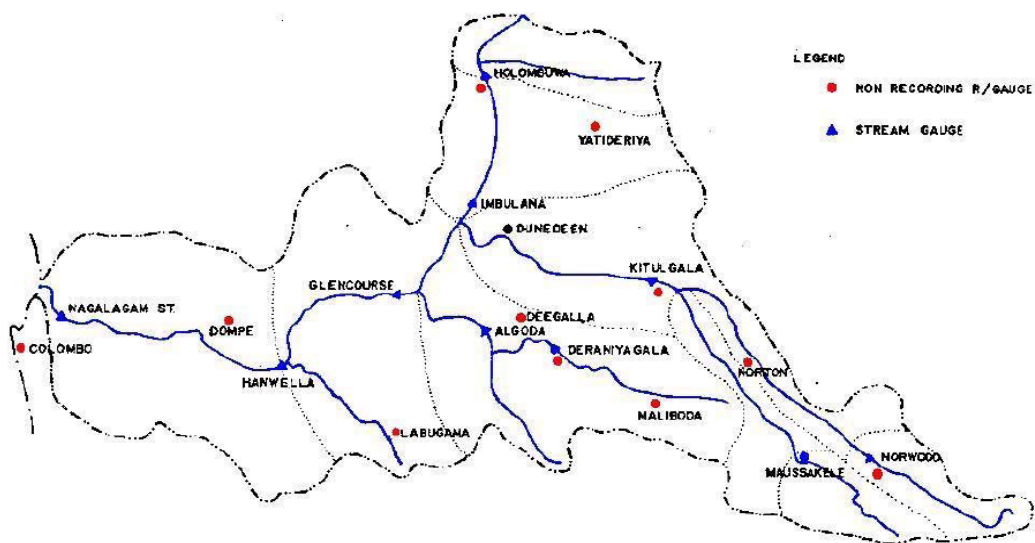 HOLOMBUWA
LEGEND
NON RECORDING R/GAUGE
STREAM GAUGE
YATIDERIYA
IMBULANA
DUNEDEEN
KITULGALA
GLENCOURSE
NAGALAGAM ST.
DOMPE
DEEGALLA
ALGODA
DERANIYAGALA
COLOMBO
HANWELLA
NORTON
MALIBODA
LABUGAMA
MAUSSAKELE
NORWOOD